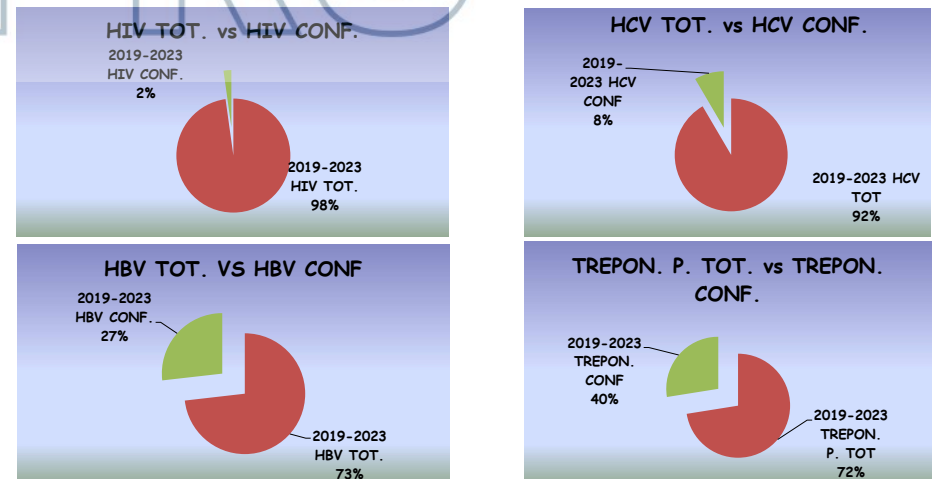 HIV TOT. vs HIV CONF.
2019-2023
HIV CONF.
2%
2019-2023
HIV TOT.
98%
HCV TOT. vs HCV CONF.
2019-
2023 HCV
CONF
8%
2019-2023 HCV
TOT
92%
HBV TOT. VS HBV CONF
2019-2023
HBV CONF.
27%
2019-2023
HBV TOT.
73%
TREPON. P. TOT. vs TREPON.
CONF.
2019-2023
TREPON.
CONF
40%
2019-2023
TREPON.
P. TOT
72%